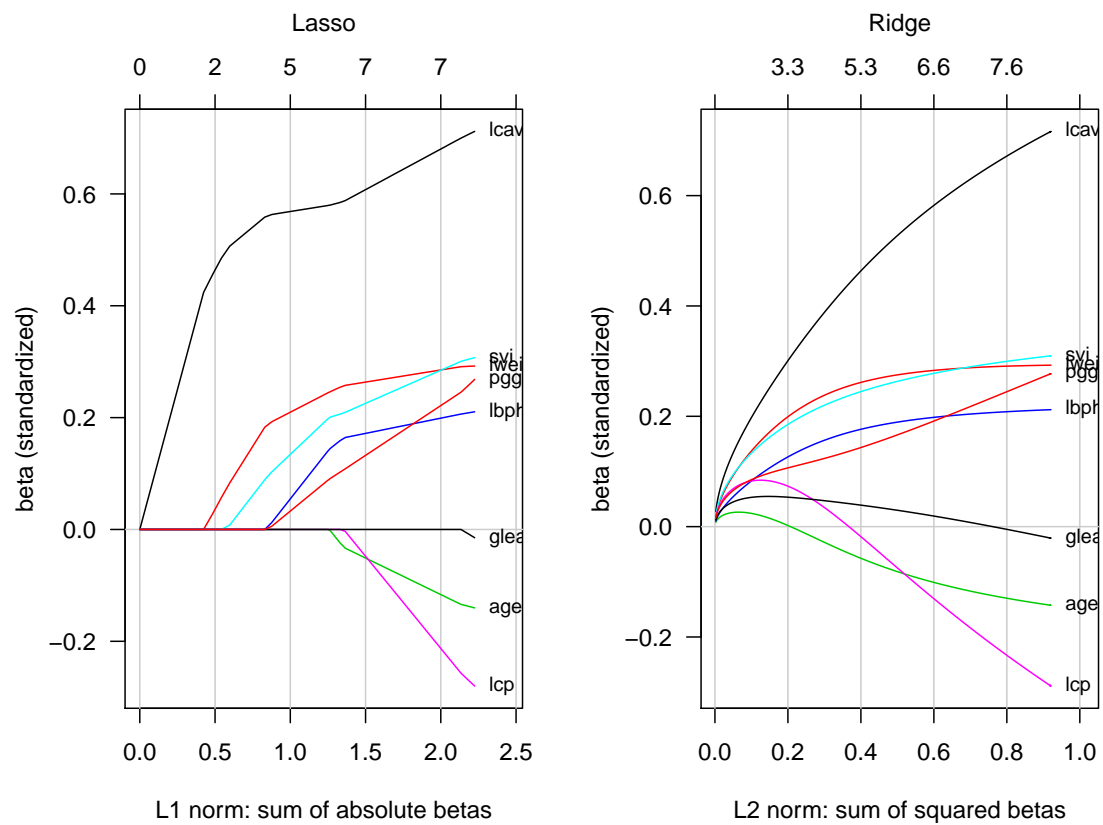 Lasso
0 2 5 7 7
0.6
0.4
0.2
0.0
−0.2
beta (standardized)
lcav
svi
lwei
pgg
lbph
glea
age
lcp
0.0 0.5 1.0 1.5 2.0 2.5
L1 norm: sum of absolute betas
Ridge
3.3 5.3 6.6 7.6
0.6
0.4
0.2
0.0
−0.2
beta (standardized)
lcav
svi
lwei
pgg
lbph
glea
age
lcp
0.0 0.2 0.4 0.6 0.8 1.0
L2 norm: sum of squared betas